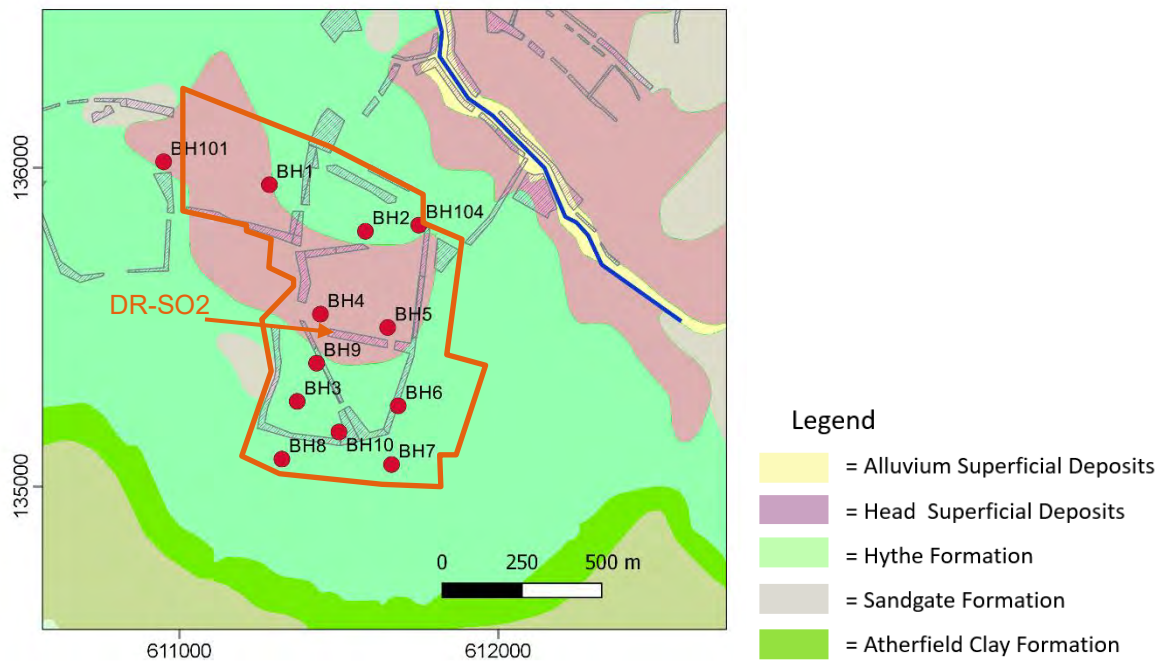 136000
135000
BH101
BH1
BH2
BH104
BH4
DR-SO2
BH5
BH9
BH3
BH6
BH10
BH8
BH7
0 250 500 m
611000 612000
Legend
= Alluvium Superficial Deposits
= Head Superficial Deposits
= Hythe Formation
= Sandgate Formation
= Atherfield Clay Formation